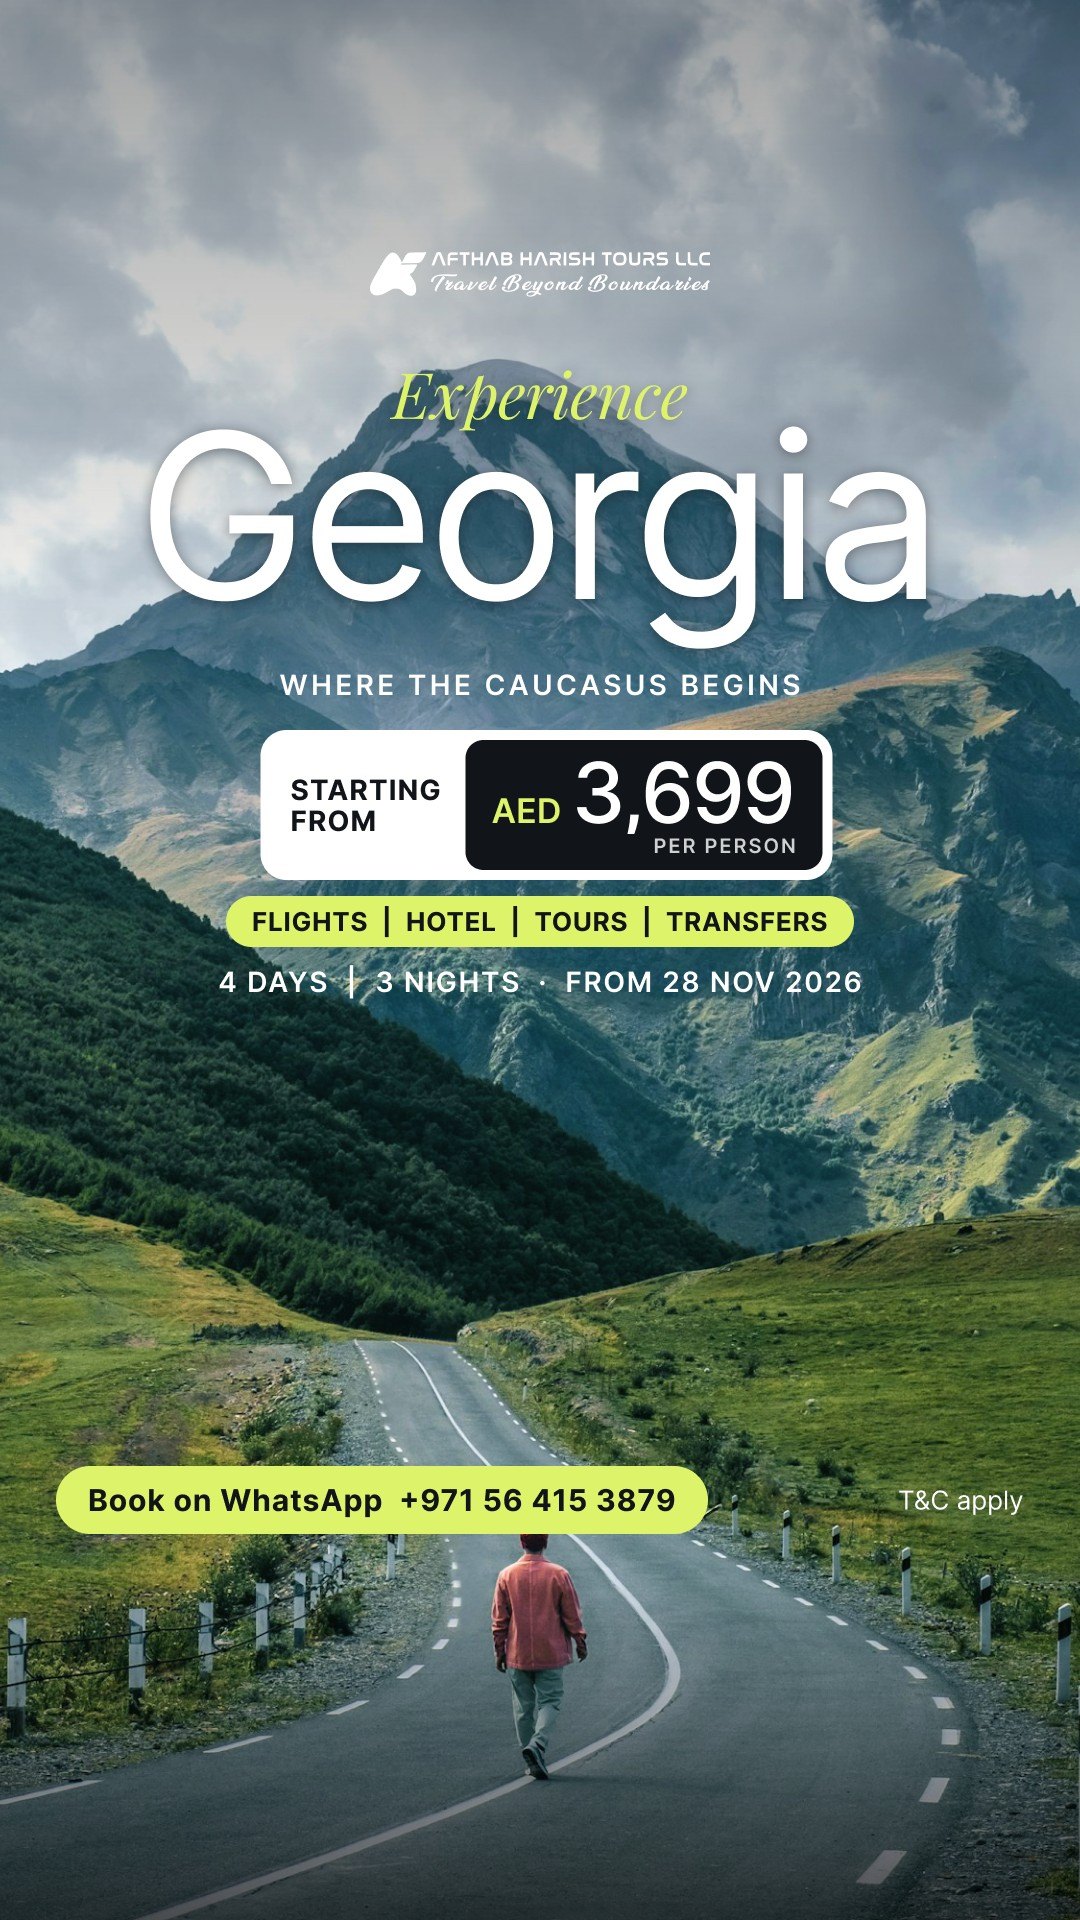 AFTHAB HARISH TOURS LLC
Travel Beyond Boundaries
Experience
Georgia
WHERE THE CAUCASUS BEGINS
STARTING
FROM
AED 3,699
PER PERSON
FLIGHTS | HOTEL | TOURS | TRANSFERS
4 DAYS | 3 NIGHTS · FROM 28 NOV 2026
Book on WhatsApp +971 56 415 3879
T&C apply